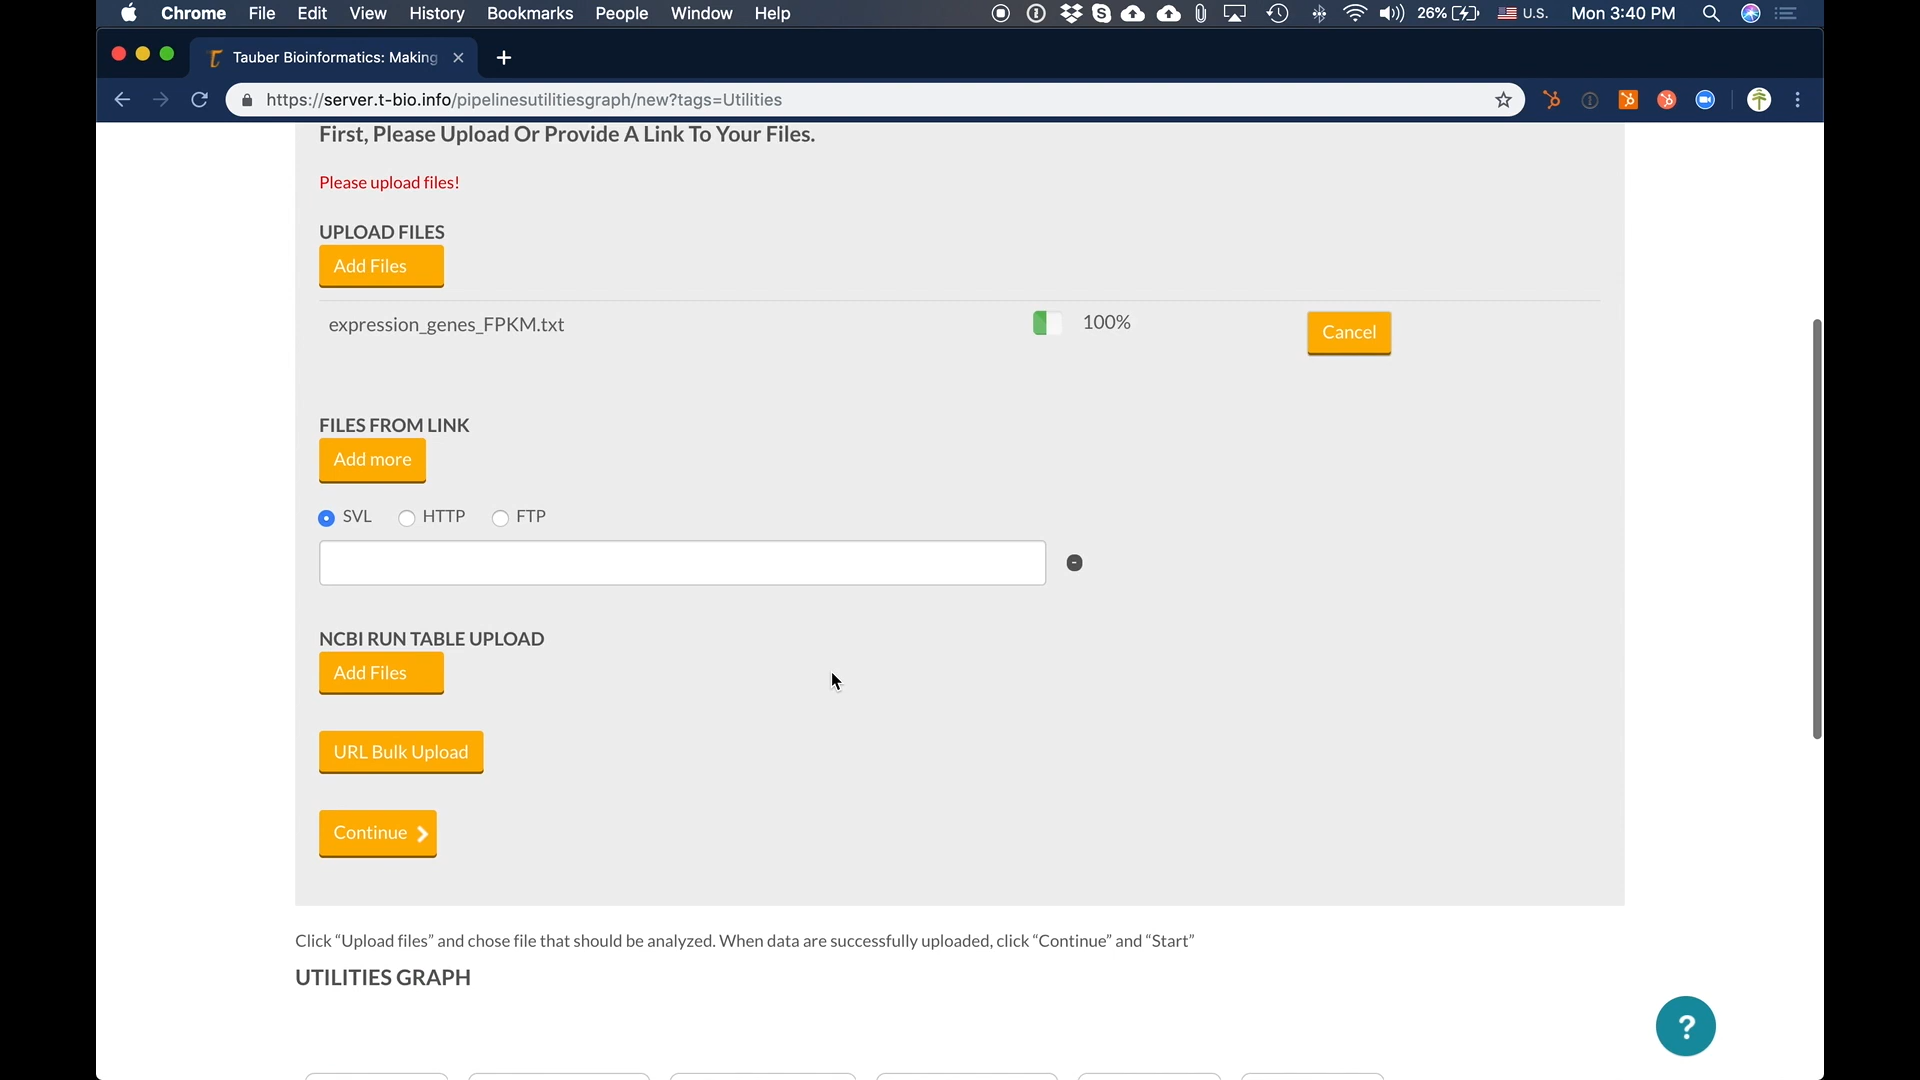 Chrome File Edit View History Bookmarks People Window Help 26% U.S. Mon 3:40 PM
Tauber Bioinformatics: Making
https://server.t-bio.info/pipelinesutilitiesgraph/new?tags=Utilities
First, Please Upload Or Provide A Link To Your Files.
Please upload files!
UPLOAD FILES
Add Files
expression_genes_FPKM.txt 100% Cancel
FILES FROM LINK
Add more
SVL HTTP FTP
NCBI RUN TABLE UPLOAD
Add Files
URL Bulk Upload
Continue
Click “Upload files” and chose file that should be analyzed. When data are successfully uploaded, click “Continue” and “Start”
UTILITIES GRAPH
?